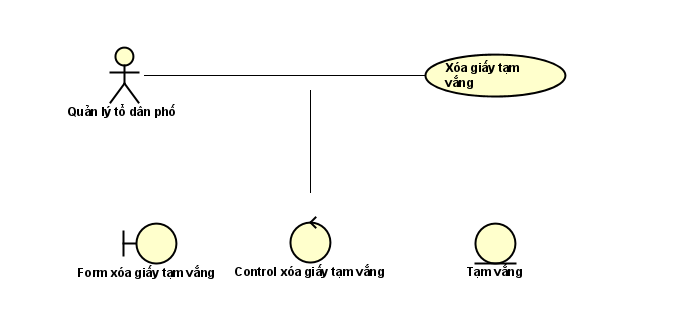 Xóa giấy tạm
vắng
Quản lý tổ dân phố
Form xóa giấy tạm vắng
Control xóa giấy tạm vắng
Tạm vắng